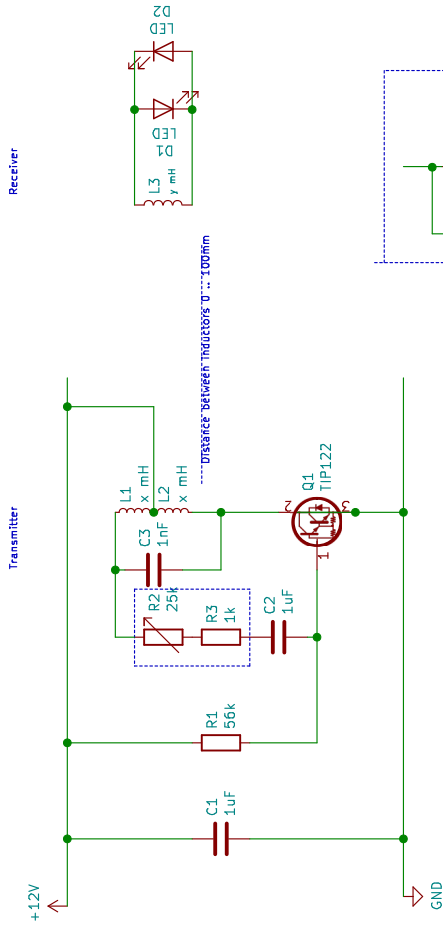 Receiver
D2
LED
LED
D1
L3
y mH
Distance between Inductors 0 .. 100mm
Transmitter
L1
x mH
L2
x mH
C3
1nF
R2
25k
R3
1k
C2
1uF
Q1
TIP122
2
3
1
R1
56k
C1
1uF
+12V
GND